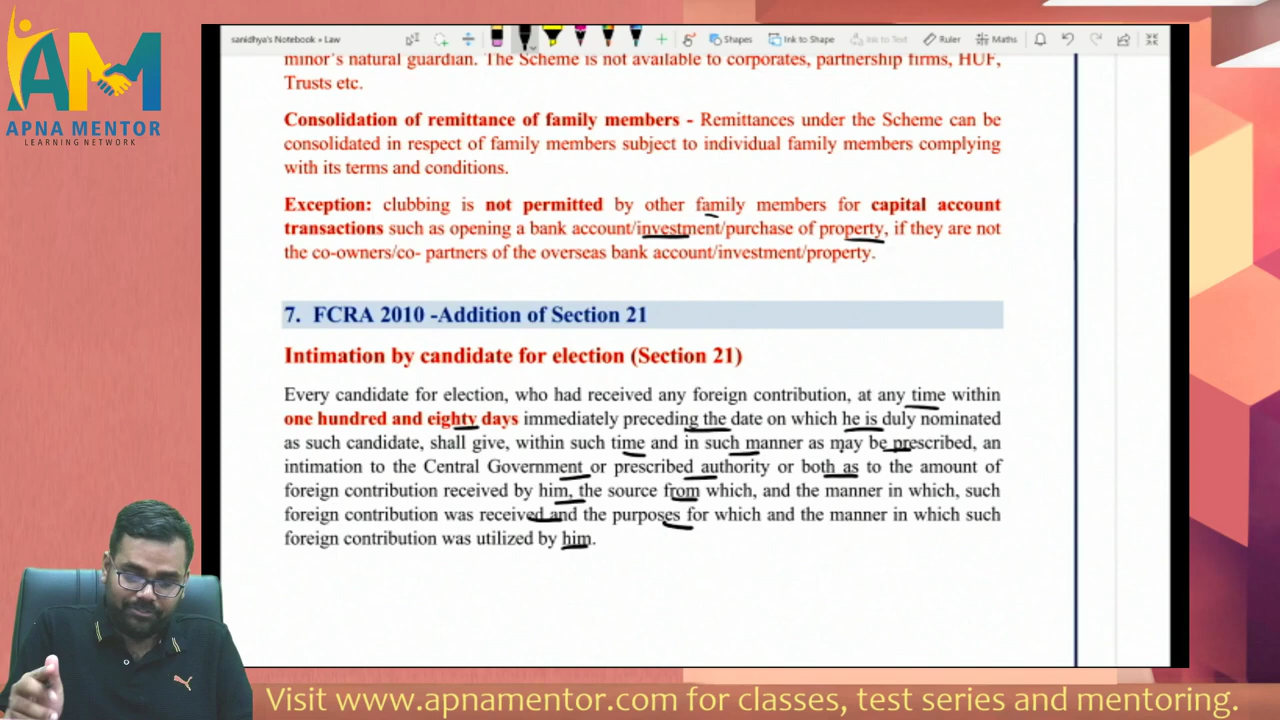 AM
APNA MENTOR
LEARNING NETWORK
sanidhya's Notebook » Law
Shapes
Ink to Shape
Ink to Text
Ruler
Maths
minor's natural guardian. The Scheme is not available to corporates, partnership firms, HUF,
Trusts etc.
Consolidation of remittance of family members - Remittances under the Scheme can be
consolidated in respect of family members subject to individual family members complying
with its terms and conditions.
Exception: clubbing is not permitted by other family members for capital account
transactions such as opening a bank account/investment/purchase of property, if they are not
the co-owners/co- partners of the overseas bank account/investment/property.
7. FCRA 2010 -Addition of Section 21
Intimation by candidate for election (Section 21)
Every candidate for election, who had received any foreign contribution, at any time within
one hundred and eighty days immediately preceding the date on which he is duly nominated
as such candidate, shall give, within such time and in such manner as may be prescribed, an
intimation to the Central Government or prescribed authority or both as to the amount of
foreign contribution received by him, the source from which, and the manner in which, such
foreign contribution was received and the purposes for which and the manner in which such
foreign contribution was utilized by him.
Visit www.apnamentor.com for classes, test series and mentoring.